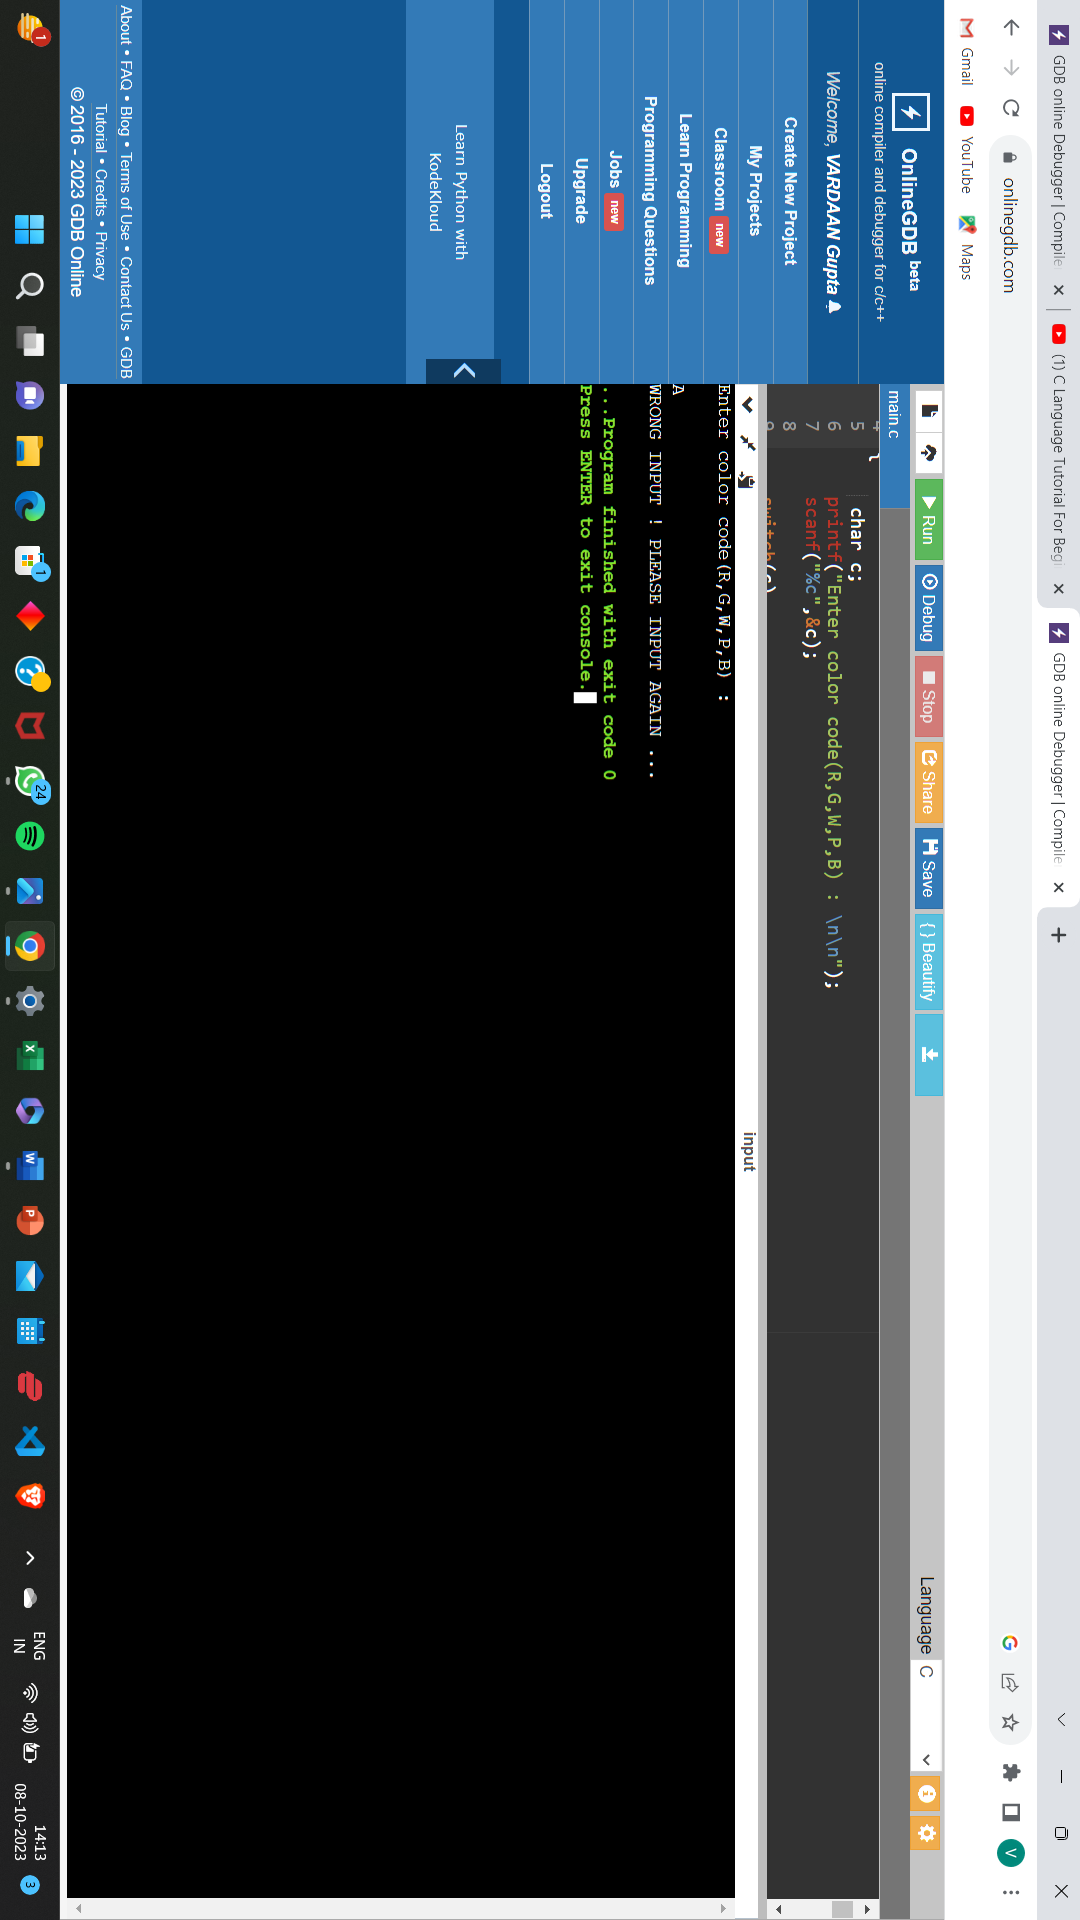 GDB online Debugger | Compile
(1) C Language Tutorial For Begi
GDB online Debugger | Compile
onlinegdb.com
Gmail
YouTube
Maps
OnlineGDB beta
online compiler and debugger for c/c++
Welcome, VARDAAN Gupta
Create New Project
My Projects
Classroom new
Learn Programming
Programming Questions
Jobs new
Upgrade
Logout
Learn Python with
KodeKloud
About • FAQ • Blog • Terms of Use • Contact Us • GDB
Tutorial • Credits • Privacy
© 2016 - 2023 GDB Online
Run
Debug
Stop
Share
Save
{ } Beautify
Language C
main.c
4 {
5 char c;
6 printf("Enter color code(R,G,W,P,B) : \n\n");
7 scanf("%c",&c);
8
9 switch(c)
input
Enter color code(R,G,W,P,B) :
A
WRONG INPUT ! PLEASE INPUT AGAIN ...
...Program finished with exit code 0
Press ENTER to exit console.
1
1
24
ENG
IN
14:13
08-10-2023
3
V